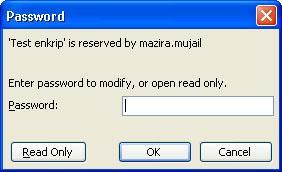 Password
'Test enkrip' is reserved by mazira.mujail
Enter password to modify, or open read only.
Password:
Read Only
OK
Cancel